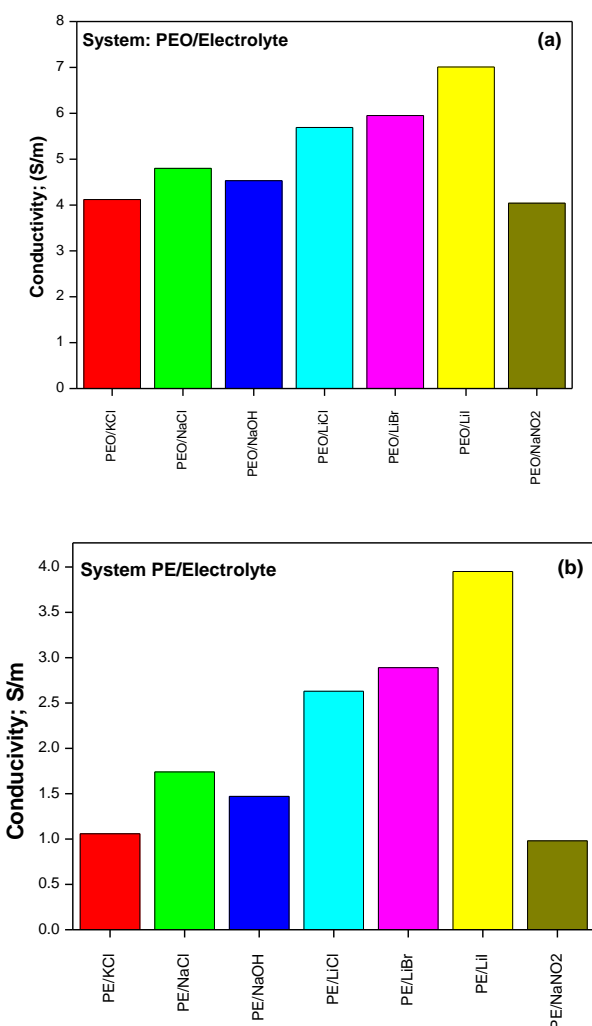 System: PEO/Electrolyte (a)
8
7
6
5
4
3
2
1
0
Conductivity; (S/m)
PEO/KCl
PEO/NaCl
PEO/NaOH
PEO/LiCl
PEO/LiBr
PEO/LiI
PEO/NaNO2
System PE/Electrolyte (b)
4.0
3.5
3.0
2.5
2.0
1.5
1.0
0.5
0.0
Conducivity; S/m
PE/KCl
PE/NaCl
PE/NaOH
PE/LiCl
PE/LiBr
PE/LiI
PE/NaNO2